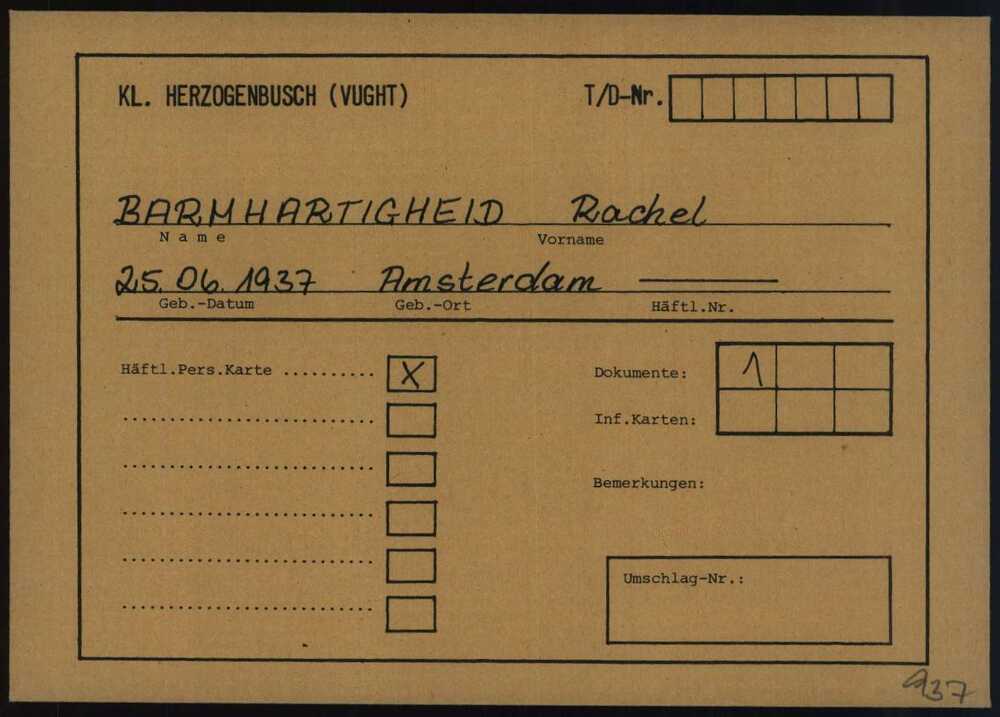 KL. HERZOGENBUSCH (VUGHT) T/D-Nr.
BARMHARTIGHEID Rachel
Name Vorname
25.06.1937 Amsterdam
Geb.-Datum Geb.-Ort Häftl.Nr.
Häftl.Pers.Karte .......... X Dokumente: 1
Inf.Karten:
Bemerkungen:
Umschlag-Nr.: